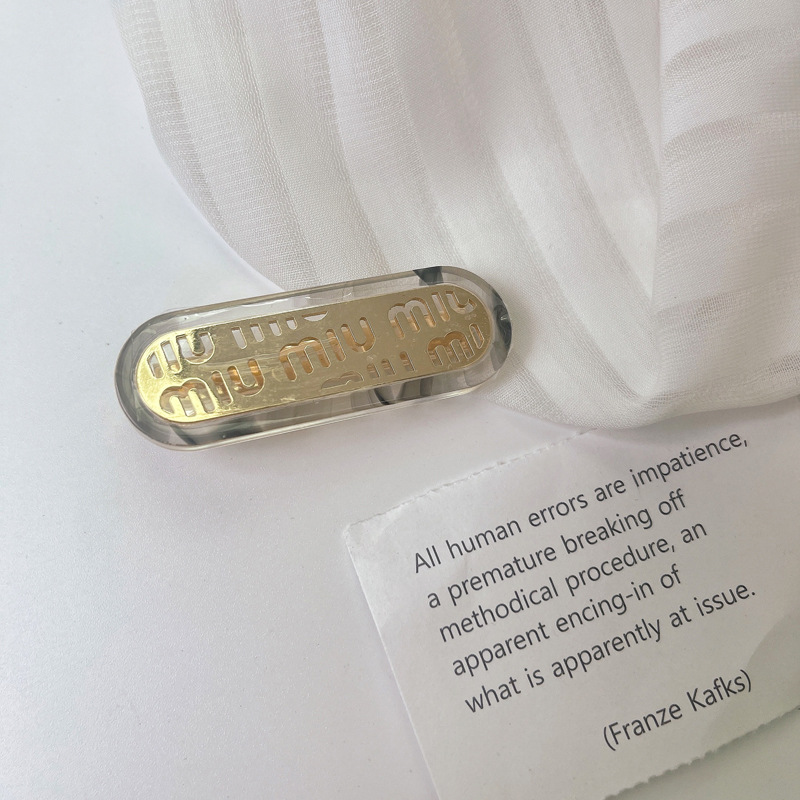 miu miu
miu miu miu
miu mi
All human errors are impatience,
a premature breaking off
methodical procedure, an
apparent encing-in of
what is apparently at issue.
(Franze Kafks)